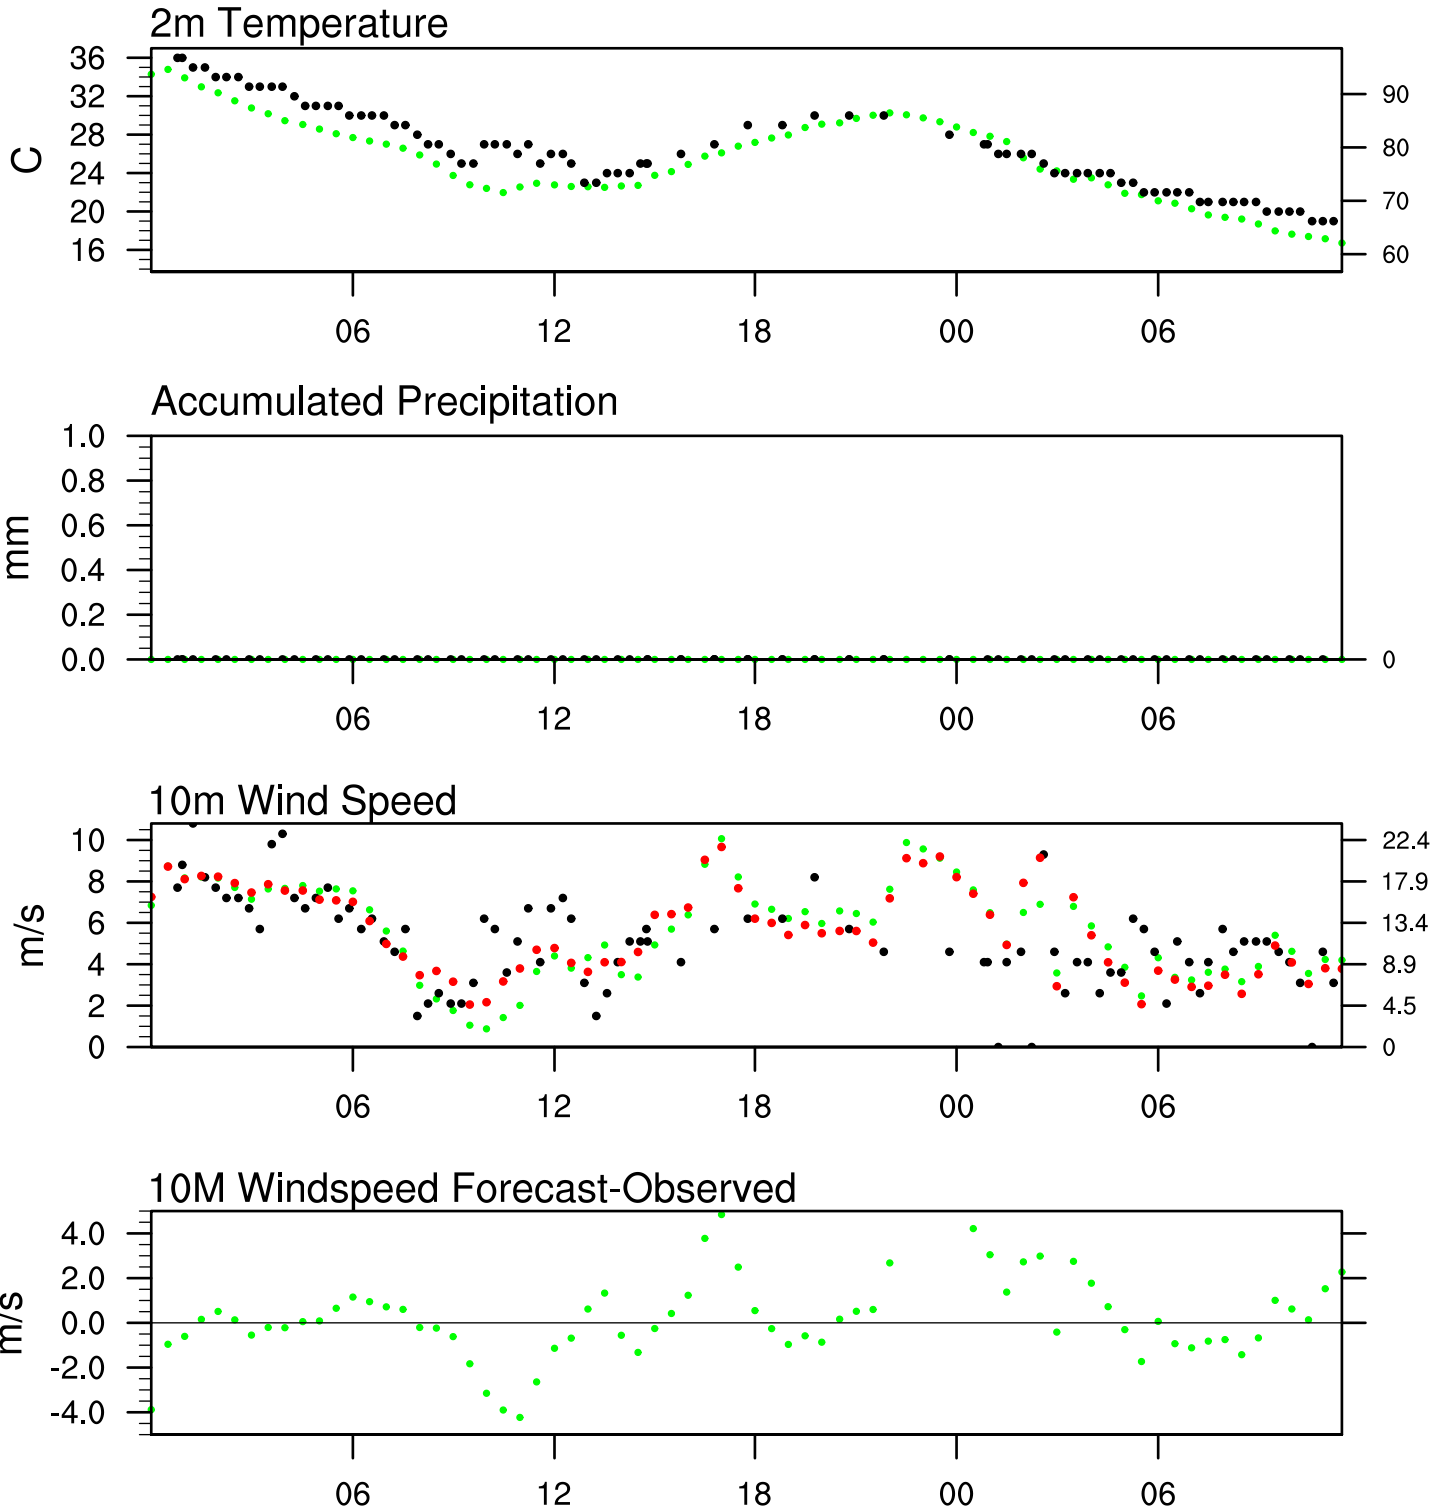 2m Temperature
36
32
28
24
20
16
C
90
80
70
60
06 12 18 00 06
Accumulated Precipitation
1.0
0.8
0.6
0.4
0.2
0.0
mm
0
06 12 18 00 06
10m Wind Speed
10
8
6
4
2
0
m/s
22.4
17.9
13.4
8.9
4.5
0
06 12 18 00 06
10M Windspeed Forecast-Observed
4.0
2.0
0.0
-2.0
-4.0
m/s
06 12 18 00 06